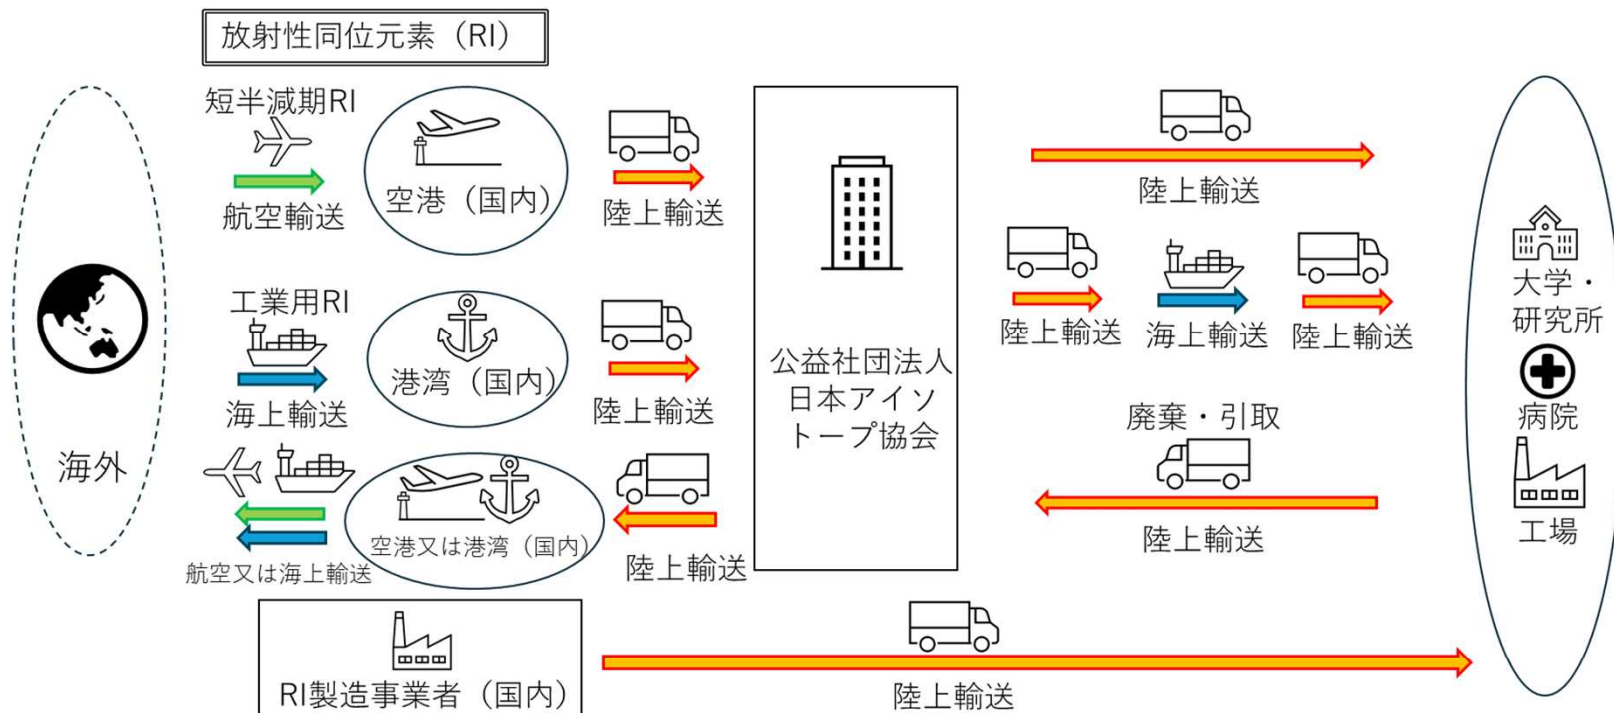 放射性同位元素（RI）
短半減期RI
航空輸送
空港（国内）
陸上輸送
工業用RI
海上輸送
港湾（国内）
陸上輸送
海外
航空又は海上輸送
空港又は港湾（国内）
陸上輸送
公益社団法人
日本アイソ
トープ協会
陸上輸送
陸上輸送
海上輸送
陸上輸送
廃棄・引取
陸上輸送
大学・
研究所
病院
工場
RI製造事業者（国内）
陸上輸送